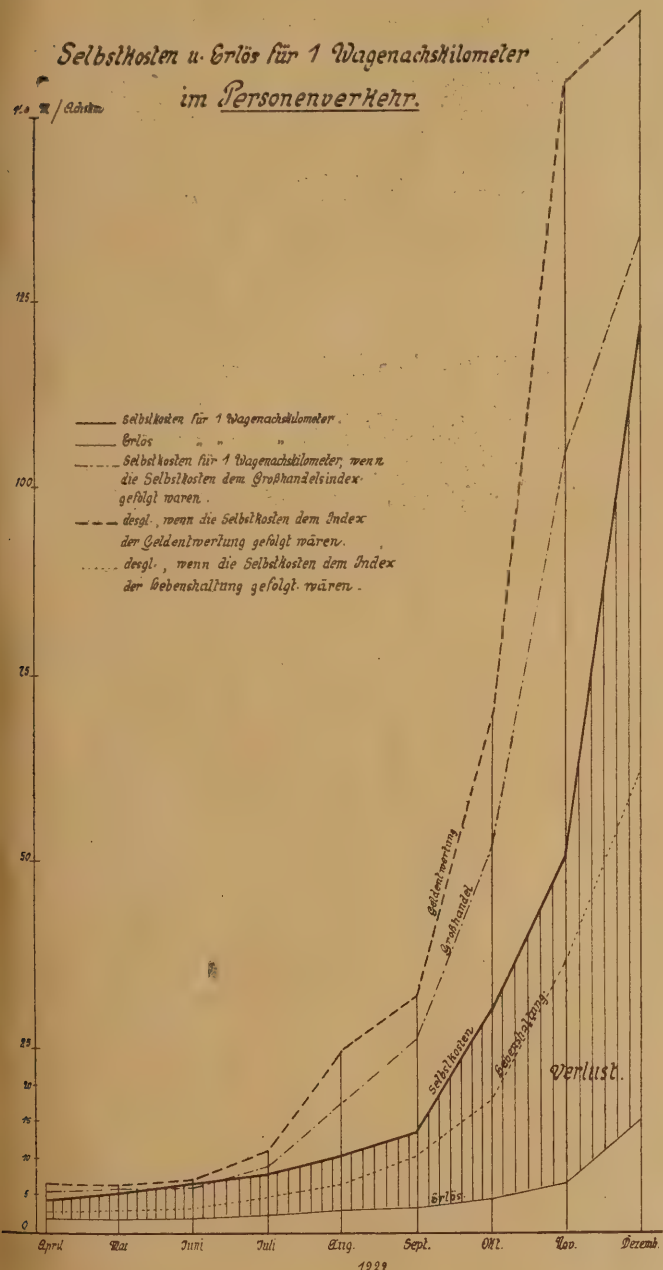 Selbstkosten u. Erlös für 1 Wagenachskilometer
im Personenverkehr.
M/Achskm
125
100
75
50
25
20
15
10
5
0
Selbstkosten für 1 Wagenachskilometer.
Erlös " " "
Selbstkosten für 1 Wagenachskilometer, wenn
die Selbstkosten dem Großhandelsindex
gefolgt waren.
desgl., wenn die Selbstkosten dem Index
der Geldentwertung gefolgt wären.
desgl., wenn die Selbstkosten dem Index
der Lebenshaltung gefolgt wären.
Geldentwertung
Großhandel
Selbstkosten
Lebenshaltung
Verlust.
Erlös
April Mai Juni Juli Aug. Sept. Okt. Nov. Dezemb.